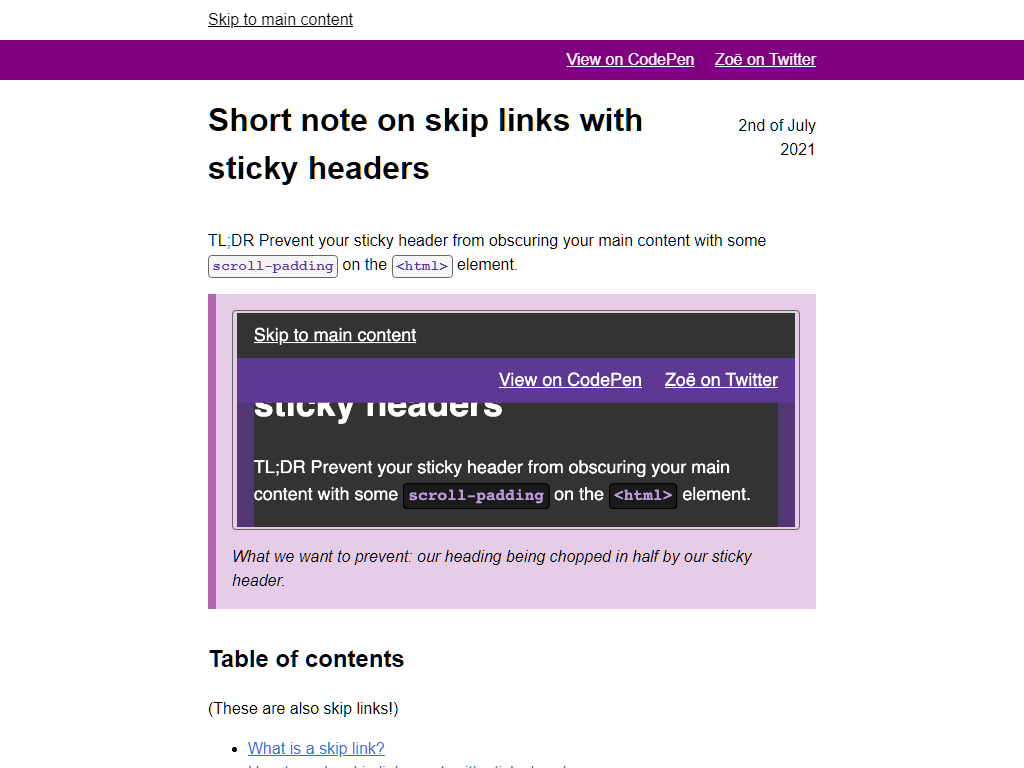 Skip to main content
View on CodePen Zoë on Twitter
Short note on skip links with
sticky headers
2nd of July
2021
TL;DR Prevent your sticky header from obscuring your main content with some
scroll-padding on the <html> element.
Skip to main content
View on CodePen Zoë on Twitter
sticky headers
TL;DR Prevent your sticky header from obscuring your main
content with some scroll-padding on the <html> element.
What we want to prevent: our heading being chopped in half by our sticky
header.
Table of contents
(These are also skip links!)
What is a skip link?